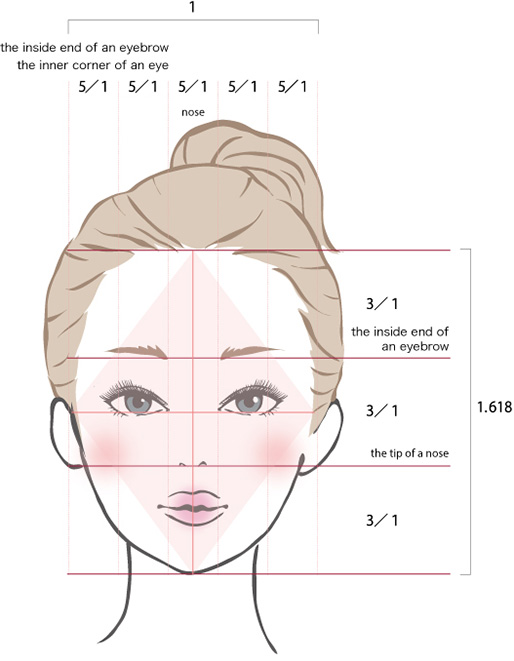 1
the inside end of an eyebrow
the inner corner of an eye
5／1 5／1 5／1 5／1 5／1
nose
3／1
the inside end of
an eyebrow
3／1
1.618
the tip of a nose
3／1